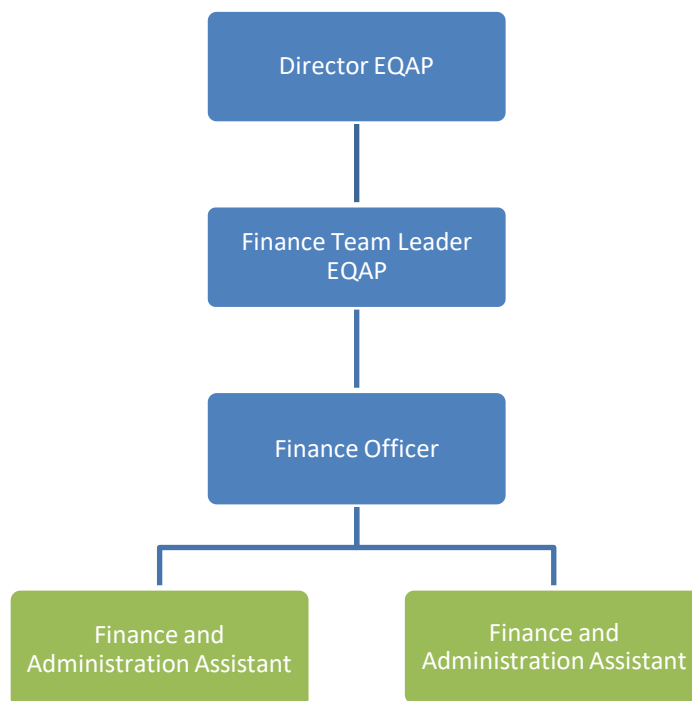 Director EQAP
Finance Team Leader
EQAP
Finance Officer
Finance and
Administration Assistant
Finance and
Administration Assistant